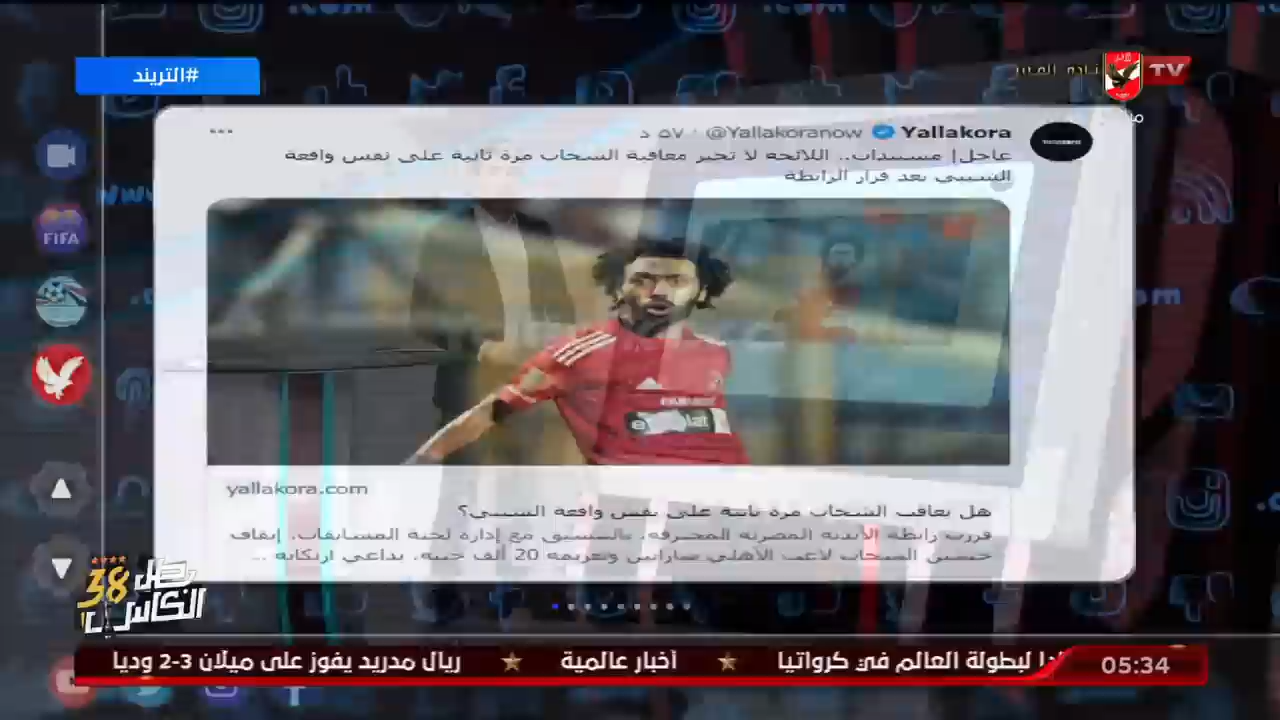 #التريند
TV
Yallakora @Yallakoranow · ٥٧ د
عاجل| مستندات.. اللائحة لا تجيز معاقبة الشحات مرة ثانية على نفس واقعة
الشيبي بعد قرار الرابطة
yallakora.com
هل يعاقب الشحات مرة ثانية على نفس واقعة الشيبي؟
قررت رابطة الأندية المصرية المحترفة، بالتنسيق مع إدارة لجنة المسابقات، إيقاف
حسين الشحات لاعب الأهلي مباراتين وتغريمه 20 ألف جنيه، بداعي ارتكابه ..
FIFA
بطل
38
الكاس
لبطولة العالم في كرواتيا ★ أخبار عالمية ★ ريال مدريد يفوز على ميلان 3-2 وديا
05:34